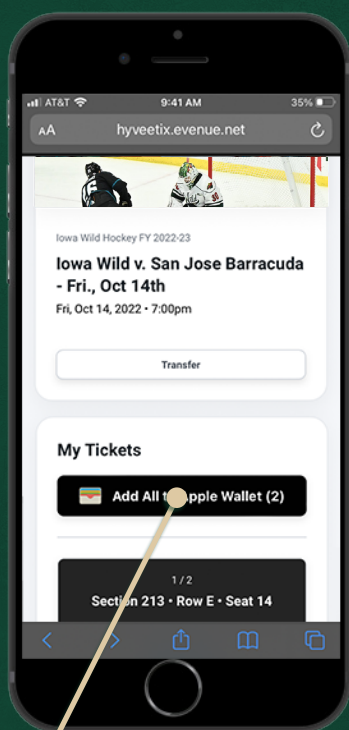 AT&T 9:41 AM 35%
AA hyveetix.evenue.net
Iowa Wild Hockey FY 2022-23
Iowa Wild v. San Jose Barracuda
- Fri., Oct 14th
Fri, Oct 14, 2022 • 7:00pm
Transfer
My Tickets
Add All t Apple Wallet (2)
1 / 2
Section 213 • Row E • Seat 14